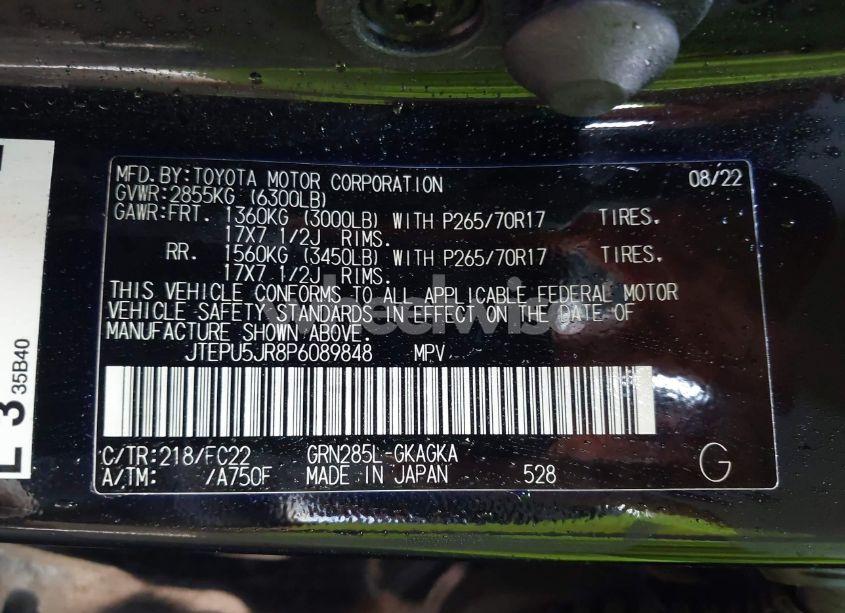 MFD.BY:TOYOTA MOTOR CORPORATION 08/22
GVWR:2855KG (6300LB)
GAWR:FRT. 1360KG (3000LB) WITH P265/70R17 TIRES.
17X7 1/2J RIMS.
RR. 1560KG (3450LB) WITH P265/70R17 TIRES.
17X7 1/2J RIMS.
THIS VEHICLE CONFORMS TO ALL APPLICABLE FEDERAL MOTOR
VEHICLE SAFETY STANDARDS IN EFFECT ON THE DATE OF
MANUFACTURE SHOWN ABOVE.
JTEPU5JR8P6089848 MPV
C/TR:218/FC22 GRN285L-GKAGKA
A/TM: /A750F MADE IN JAPAN 528 G
3
35B40